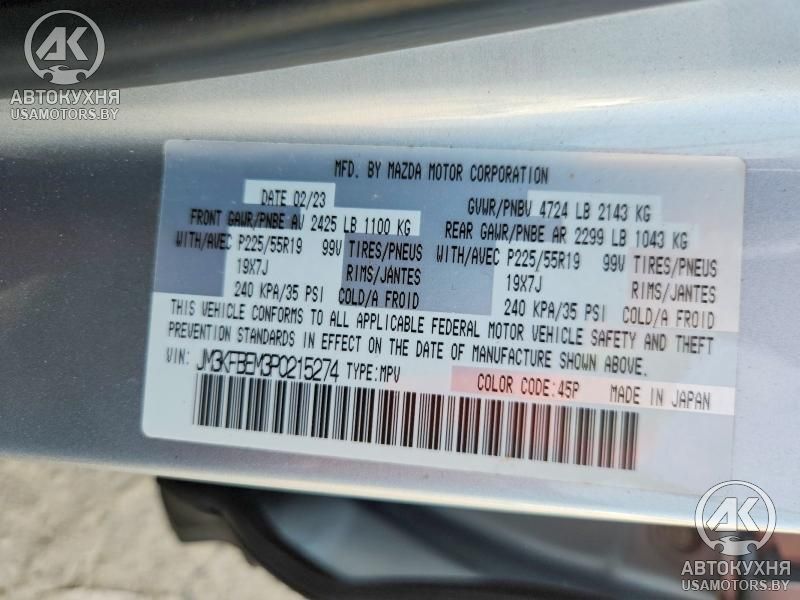 AK
АВТОКУХНЯ
USAMOTORS.BY
MFD. BY MAZDA MOTOR CORPORATION
DATE 02/23 GVWR/PNBV 4724 LB 2143 KG
FRONT GAWR/PNBE AV 2425 LB 1100 KG REAR GAWR/PNBE AR 2299 LB 1043 KG
WITH/AVEC P225/55R19 99V TIRES/PNEUS WITH/AVEC P225/55R19 99V TIRES/PNEUS
19X7J RIMS/JANTES 19X7J RIMS/JANTES
240 KPA/35 PSI COLD/A FROID 240 KPA/35 PSI COLD/A FROID
THIS VEHICLE CONFORMS TO ALL APPLICABLE FEDERAL MOTOR VEHICLE SAFETY AND THEFT
PREVENTION STANDARDS IN EFFECT ON THE DATE OF MANUFACTURE SHOWN ABOVE.
VIN: JM3KFBEM3P0215274 TYPE:MPV COLOR CODE:45P MADE IN JAPAN
AK
АВТОКУХНЯ
USAMOTORS.BY